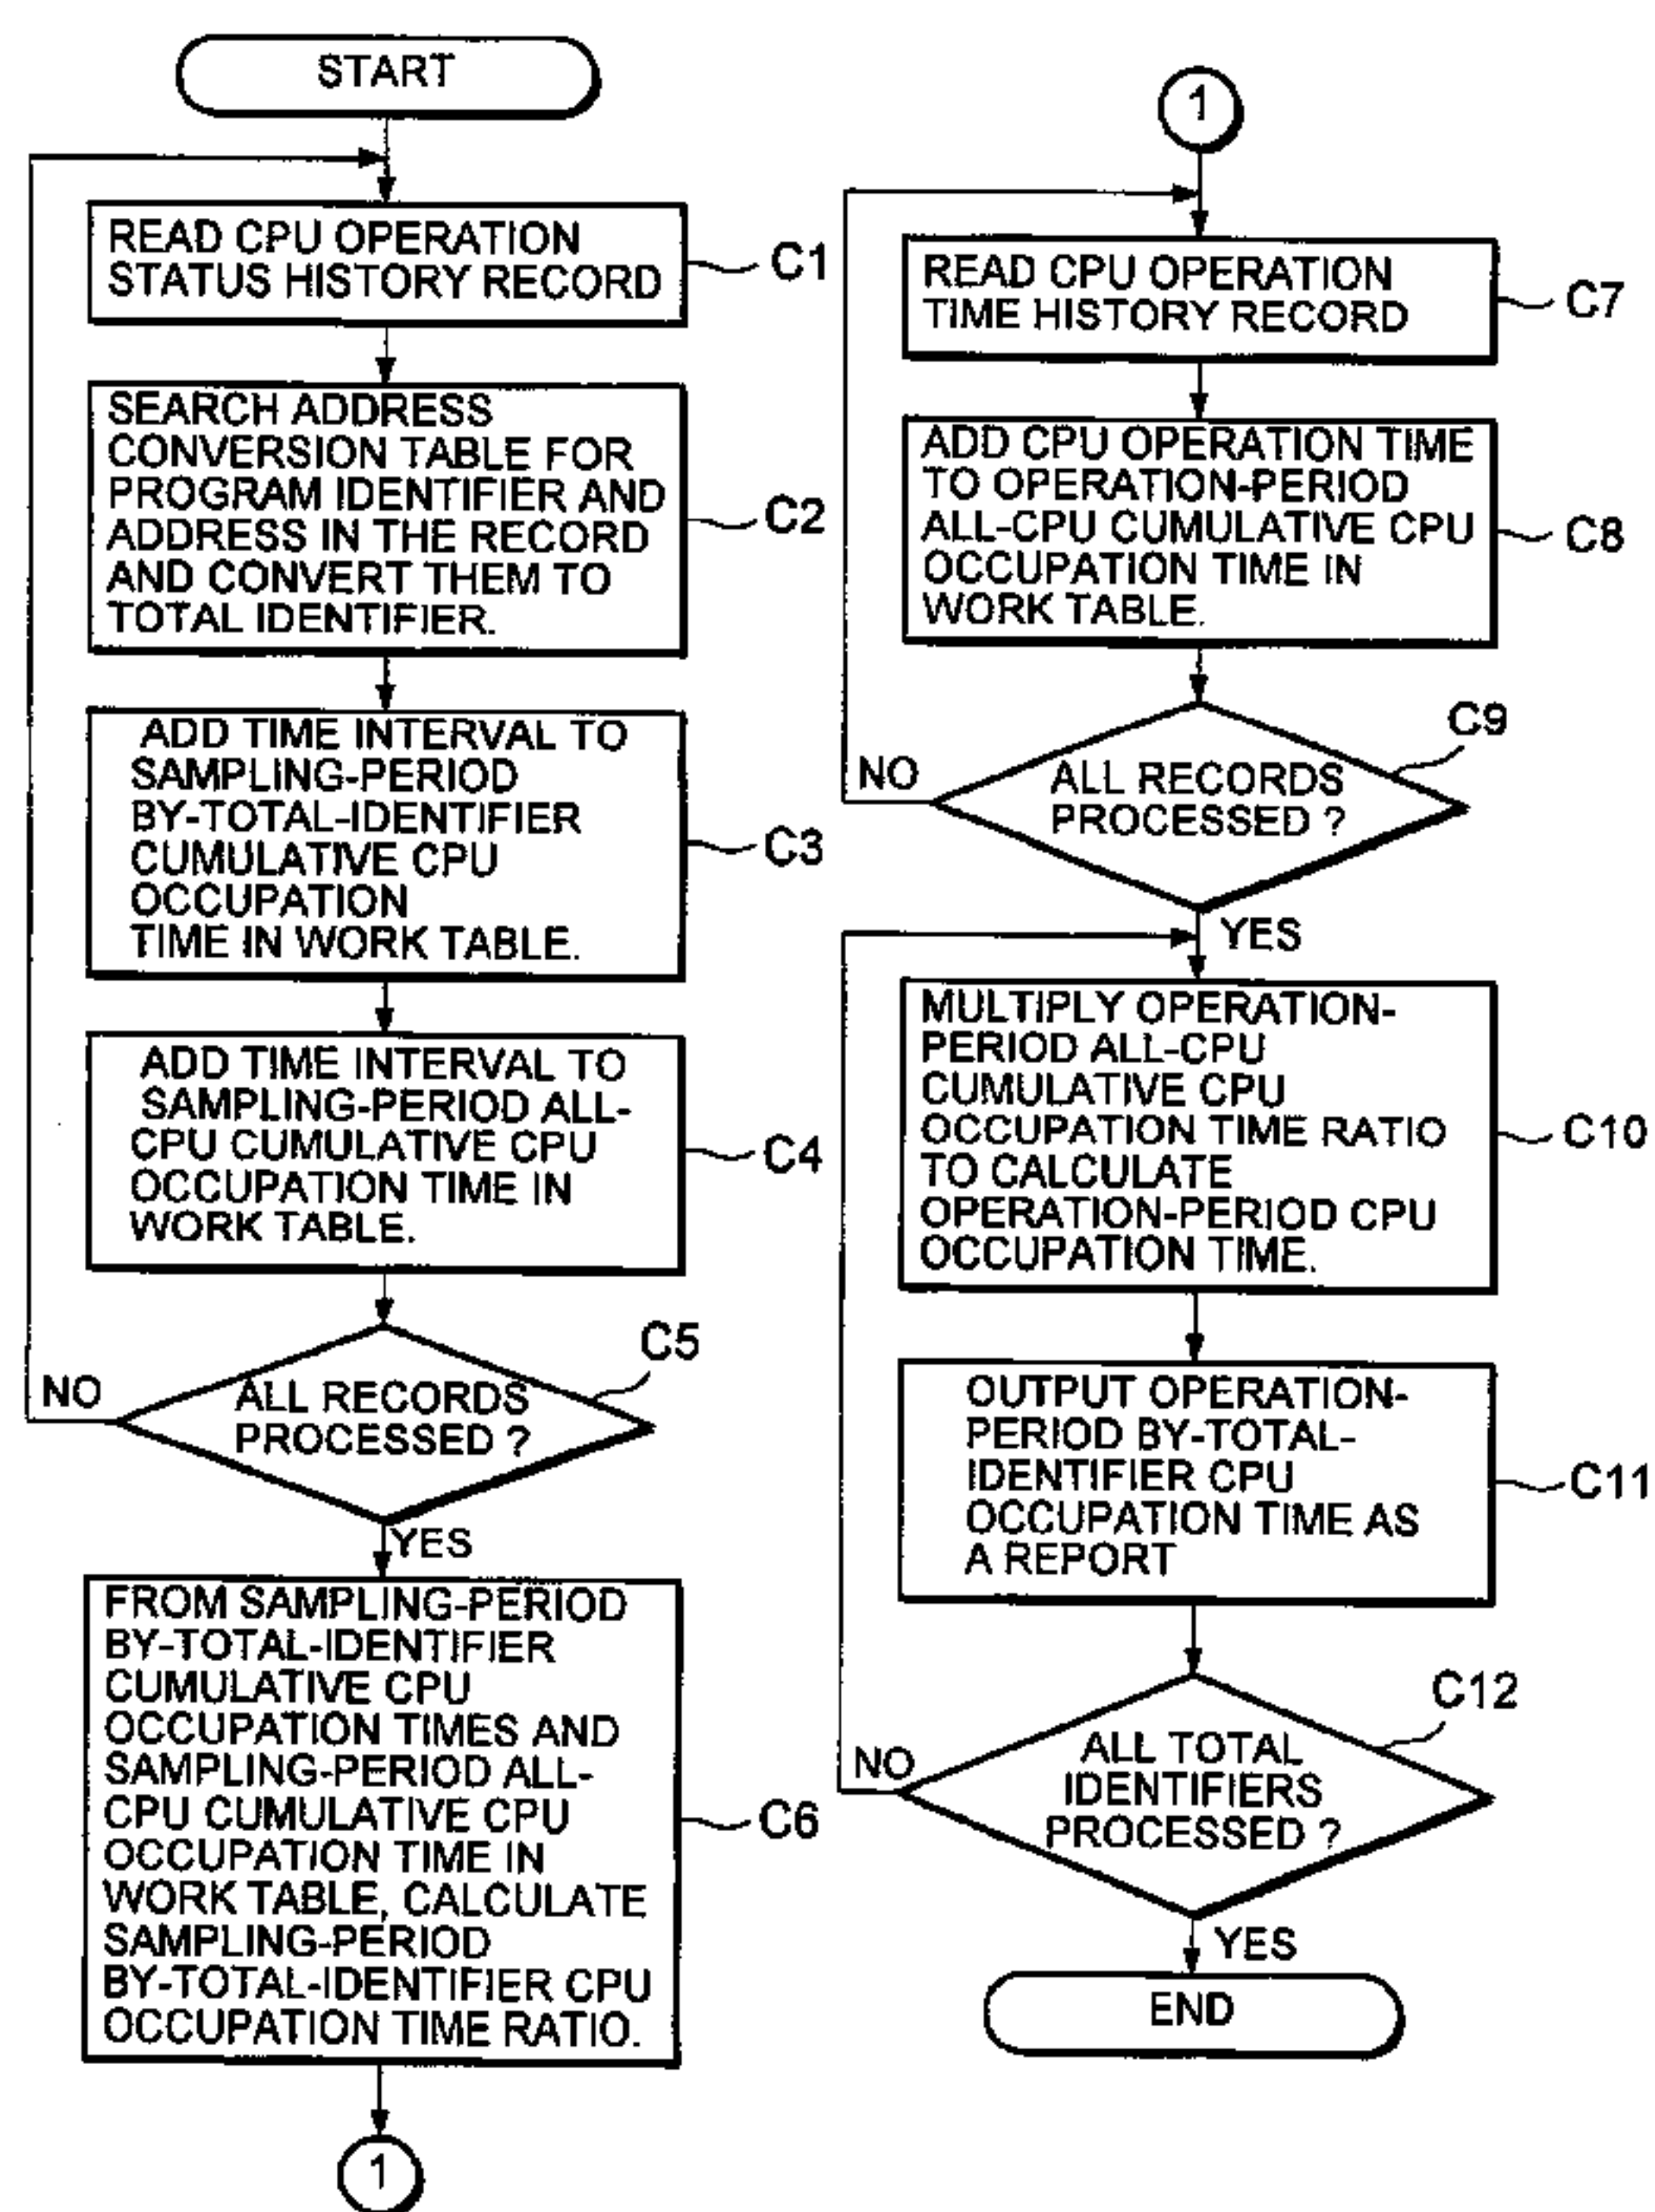 START
READ CPU OPERATION
STATUS HISTORY RECORD
C1
SEARCH ADDRESS
CONVERSION TABLE FOR
PROGRAM IDENTIFIER AND
ADDRESS IN THE RECORD
AND CONVERT THEM TO
TOTAL IDENTIFIER.
C2
ADD TIME INTERVAL TO
SAMPLING-PERIOD
BY-TOTAL-IDENTIFIER
CUMULATIVE CPU
OCCUPATION
TIME IN WORK TABLE.
C3
ADD TIME INTERVAL TO
SAMPLING-PERIOD ALL-
CPU CUMULATIVE CPU
OCCUPATION TIME IN
WORK TABLE.
C4
C5
NO
ALL RECORDS
PROCESSED ?
YES
FROM SAMPLING-PERIOD
BY-TOTAL-IDENTIFIER
CUMULATIVE CPU
OCCUPATION TIMES AND
SAMPLING-PERIOD ALL-
CPU CUMULATIVE CPU
OCCUPATION TIME IN
WORK TABLE, CALCULATE
SAMPLING-PERIOD
BY-TOTAL-IDENTIFIER CPU
OCCUPATION TIME RATIO.
C6
1
1
READ CPU OPERATION
TIME HISTORY RECORD
C7
ADD CPU OPERATION TIME
TO OPERATION-PERIOD
ALL-CPU CUMULATIVE CPU
OCCUPATION TIME IN
WORK TABLE.
C8
C9
NO
ALL RECORDS
PROCESSED ?
YES
MULTIPLY OPERATION-
PERIOD ALL-CPU
CUMULATIVE CPU
OCCUPATION TIME RATIO
TO CALCULATE
OPERATION-PERIOD CPU
OCCUPATION TIME.
C10
OUTPUT OPERATION-
PERIOD BY-TOTAL-
IDENTIFIER CPU
OCCUPATION TIME AS
A REPORT
C11
C12
NO
ALL TOTAL
IDENTIFIERS
PROCESSED ?
YES
END